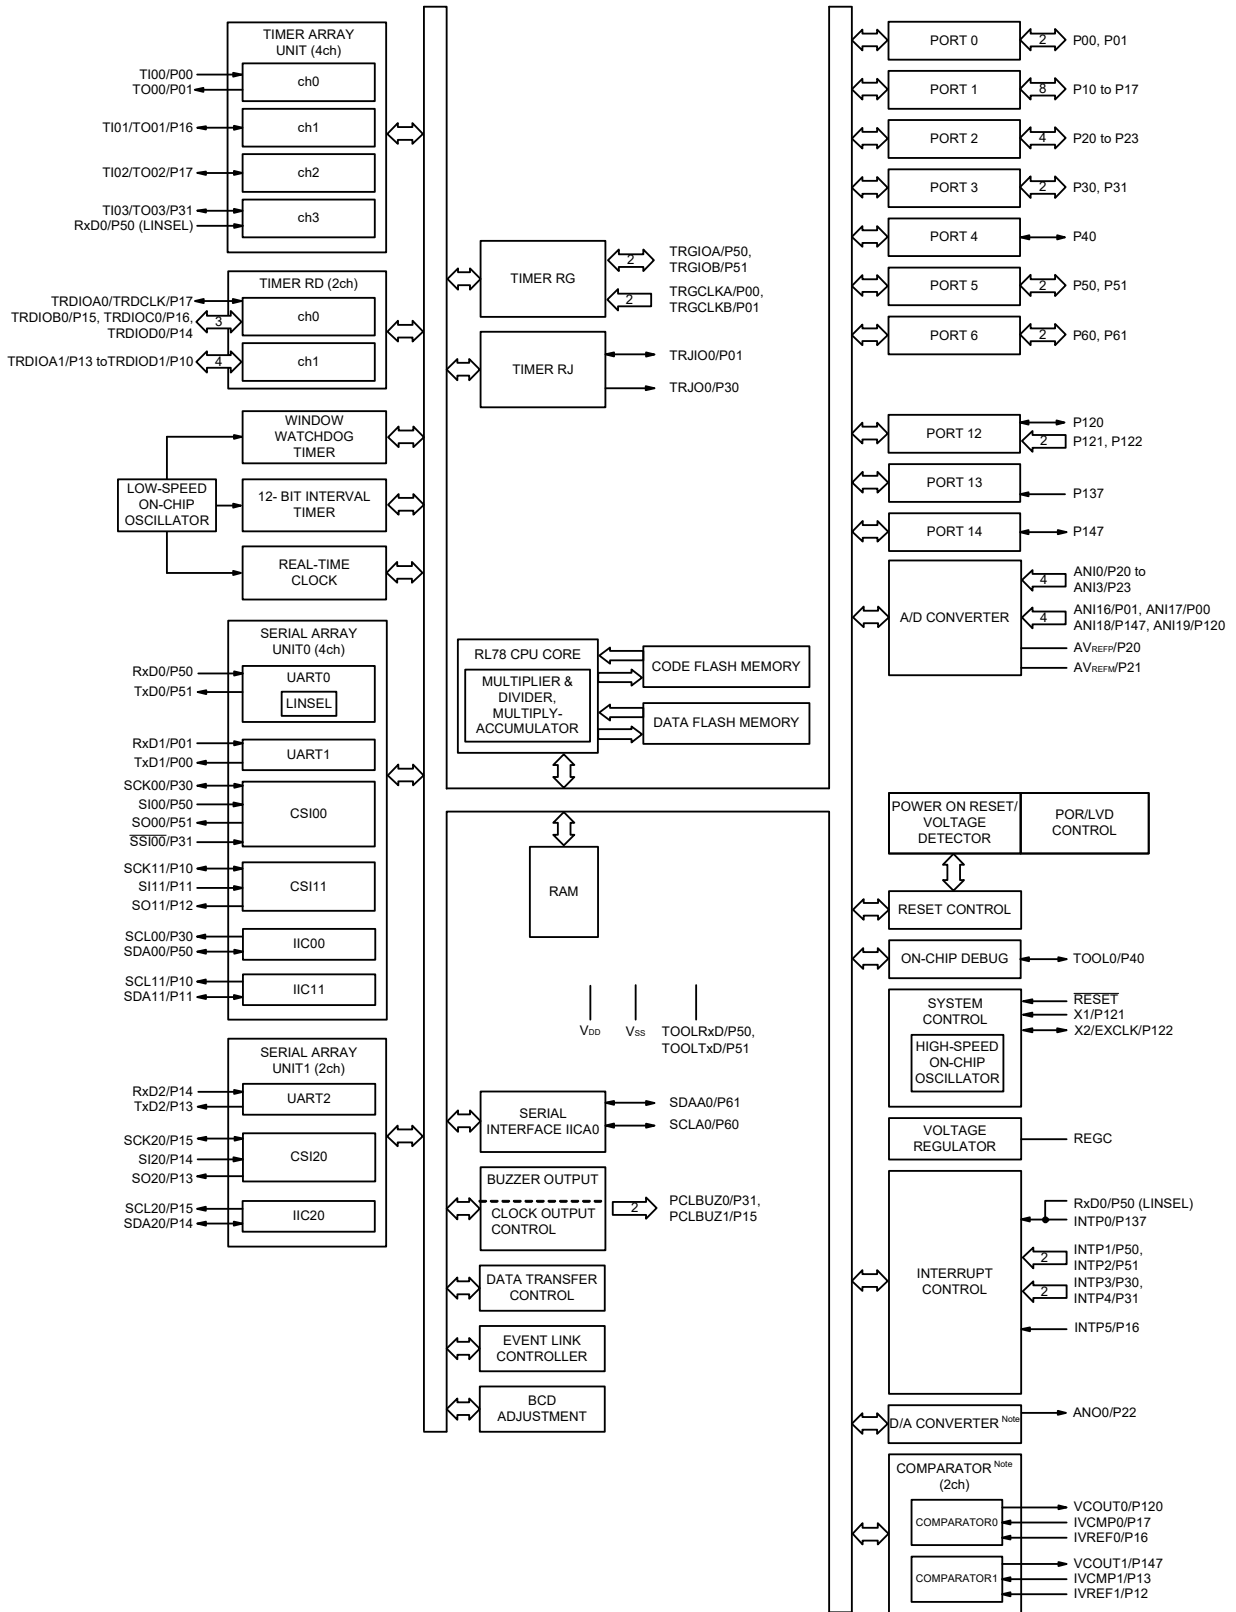 TIMER ARRAY
UNIT (4ch)
TI00/P00
TO00/P01
ch0
TI01/TO01/P16
ch1
TI02/TO02/P17
ch2
TI03/TO03/P31
RxD0/P50 (LINSEL)
ch3
TIMER RD (2ch)
TRDIOA0/TRDCLK/P17
TRDIOB0/P15, TRDIOC0/P16,
TRDIOD0/P14
3
ch0
TRDIOA1/P13 toTRDIOD1/P10
4
ch1
WINDOW
WATCHDOG
TIMER
LOW-SPEED
ON-CHIP
OSCILLATOR
12- BIT INTERVAL
TIMER
REAL-TIME
CLOCK
SERIAL ARRAY
UNIT0 (4ch)
RxD0/P50
TxD0/P51
UART0
LINSEL
RxD1/P01
TxD1/P00
UART1
SCK00/P30
SI00/P50
SO00/P51
SSI00/P31
CSI00
SCK11/P10
SI11/P11
SO11/P12
CSI11
SCL00/P30
SDA00/P50
IIC00
SCL11/P10
SDA11/P11
IIC11
SERIAL ARRAY
UNIT1 (2ch)
RxD2/P14
TxD2/P13
UART2
SCK20/P15
SI20/P14
SO20/P13
CSI20
SCL20/P15
SDA20/P14
IIC20
TIMER RG
2
TRGIOA/P50,
TRGIOB/P51
2
TRGCLKA/P00,
TRGCLKB/P01
TIMER RJ
TRJIO0/P01
TRJO0/P30
RL78 CPU CORE
MULTIPLIER &
DIVIDER,
MULTIPLY-
ACCUMULATOR
CODE FLASH MEMORY
DATA FLASH MEMORY
RAM
VDD
VSS
TOOLRxD/P50,
TOOLTxD/P51
SERIAL
INTERFACE IICA0
SDAA0/P61
SCLA0/P60
BUZZER OUTPUT
CLOCK OUTPUT
CONTROL
2
PCLBUZ0/P31,
PCLBUZ1/P15
DATA TRANSFER
CONTROL
EVENT LINK
CONTROLLER
BCD
ADJUSTMENT
PORT 0
2
P00, P01
PORT 1
8
P10 to P17
PORT 2
4
P20 to P23
PORT 3
2
P30, P31
PORT 4
P40
PORT 5
2
P50, P51
PORT 6
2
P60, P61
PORT 12
P120
2
P121, P122
PORT 13
P137
PORT 14
P147
A/D CONVERTER
4
ANI0/P20 to
ANI3/P23
4
ANI16/P01, ANI17/P00
ANI18/P147, ANI19/P120
AVREFP/P20
AVREFM/P21
POWER ON RESET/
VOLTAGE
DETECTOR
POR/LVD
CONTROL
RESET CONTROL
ON-CHIP DEBUG
TOOL0/P40
SYSTEM
CONTROL
HIGH-SPEED
ON-CHIP
OSCILLATOR
RESET
X1/P121
X2/EXCLK/P122
VOLTAGE
REGULATOR
REGC
INTERRUPT
CONTROL
RxD0/P50 (LINSEL)
INTP0/P137
2
INTP1/P50,
INTP2/P51
2
INTP3/P30,
INTP4/P31
INTP5/P16
D/A CONVERTER Note
ANO0/P22
COMPARATOR Note
(2ch)
COMPARATOR0
VCOUT0/P120
IVCMP0/P17
IVREF0/P16
COMPARATOR1
VCOUT1/P147
IVCMP1/P13
IVREF1/P12